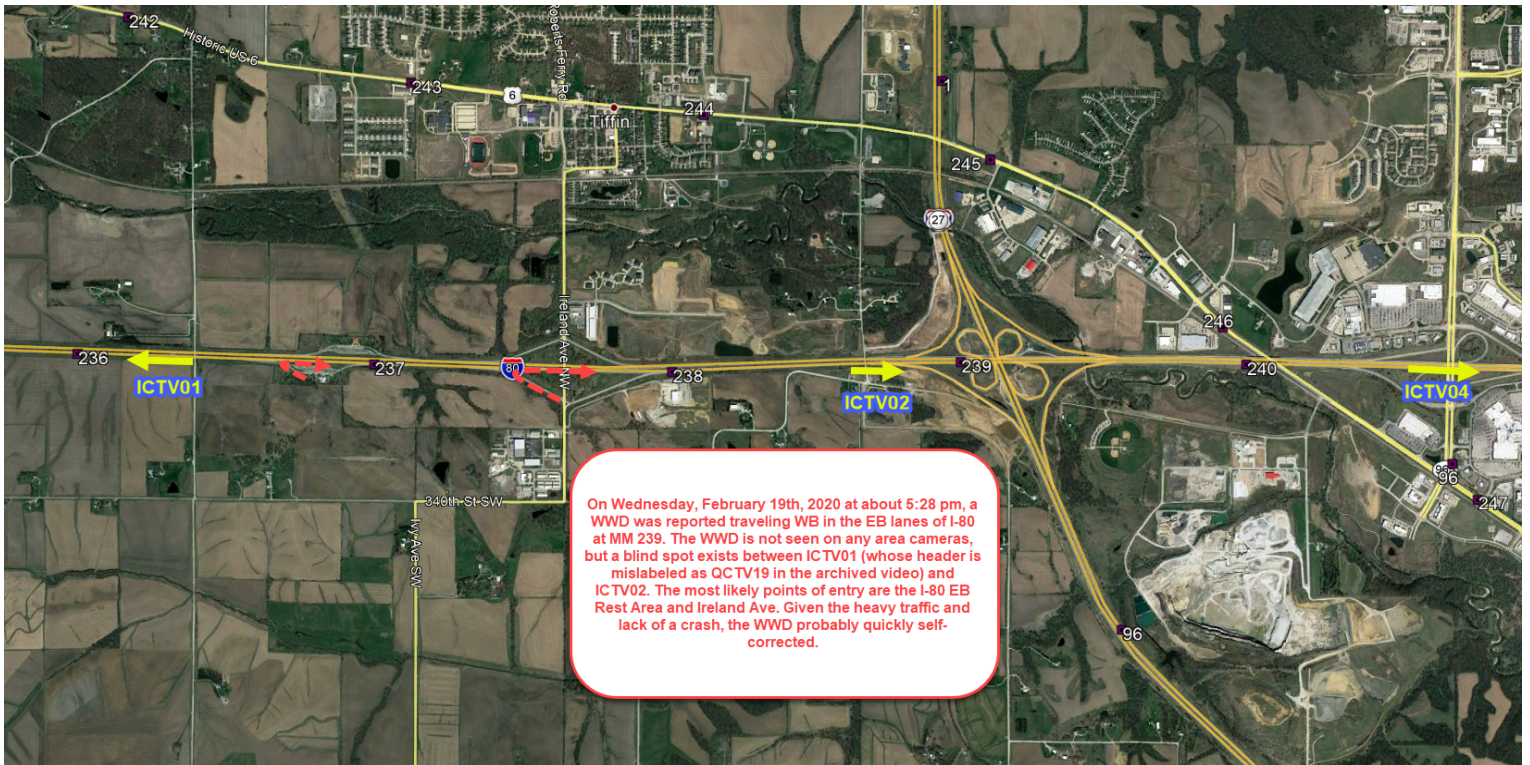 242
Historic US 6
243
6
Roberts Ferry Rd
Tiffin
244
1
245
27
246
Ireland Ave NW
236
ICTV01
237
80
238
ICTV02
239
240
ICTV04
96
247
340th St SW
Ivy Ave SW
On Wednesday, February 19th, 2020 at about 5:28 pm, a
WWD was reported traveling WB in the EB lanes of I-80
at MM 239. The WWD is not seen on any area cameras,
but a blind spot exists between ICTV01 (whose header is
mislabeled as QCTV19 in the archived video) and
ICTV02. The most likely points of entry are the I-80 EB
Rest Area and Ireland Ave. Given the heavy traffic and
lack of a crash, the WWD probably quickly self-
corrected.
96